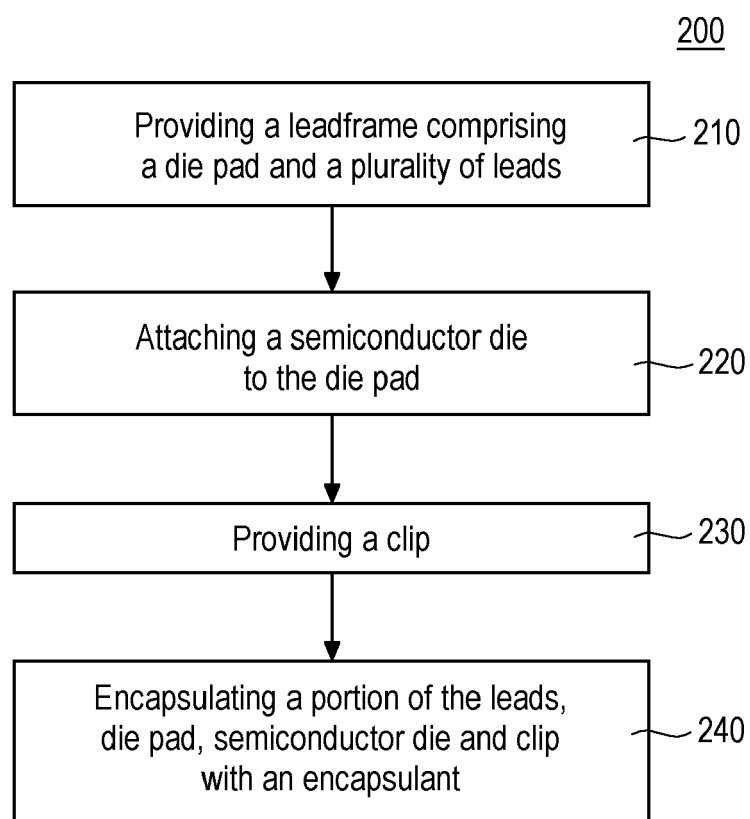 200
Providing a leadframe comprising
a die pad and a plurality of leads
210
Attaching a semiconductor die
to the die pad
220
Providing a clip
230
Encapsulating a portion of the leads,
die pad, semiconductor die and clip
with an encapsulant
240